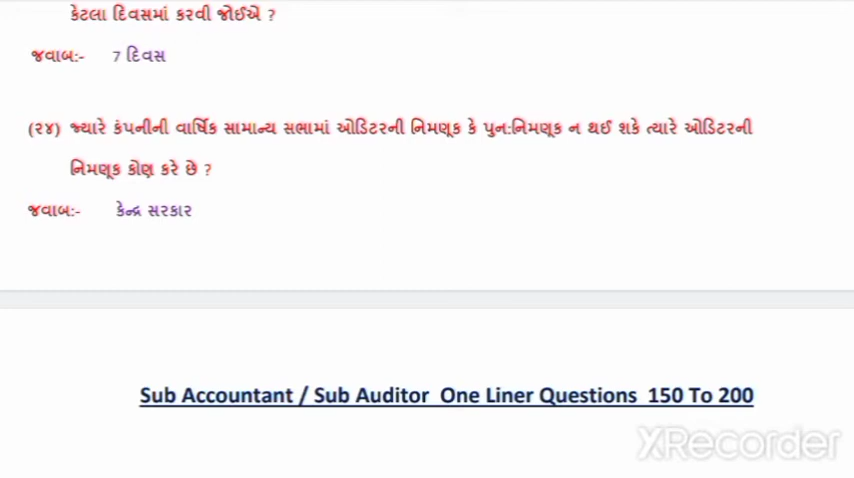 કેટલા દિવસમાં કરવી જોઈએ ?
જવાબ:- 7 દિવસ
(૨૪) જ્યારે કંપનીની વાર્ષિક સામાન્ય સભામાં ઓડિટરની નિમણૂક કે પુન:નિમણૂક ન થઈ શકે ત્યારે ઓડિટરની
નિમણૂક કોણ કરે છે ?
જવાબ:- કેન્દ્ર સરકાર
Sub Accountant / Sub Auditor One Liner Questions 150 To 200
XRecorder